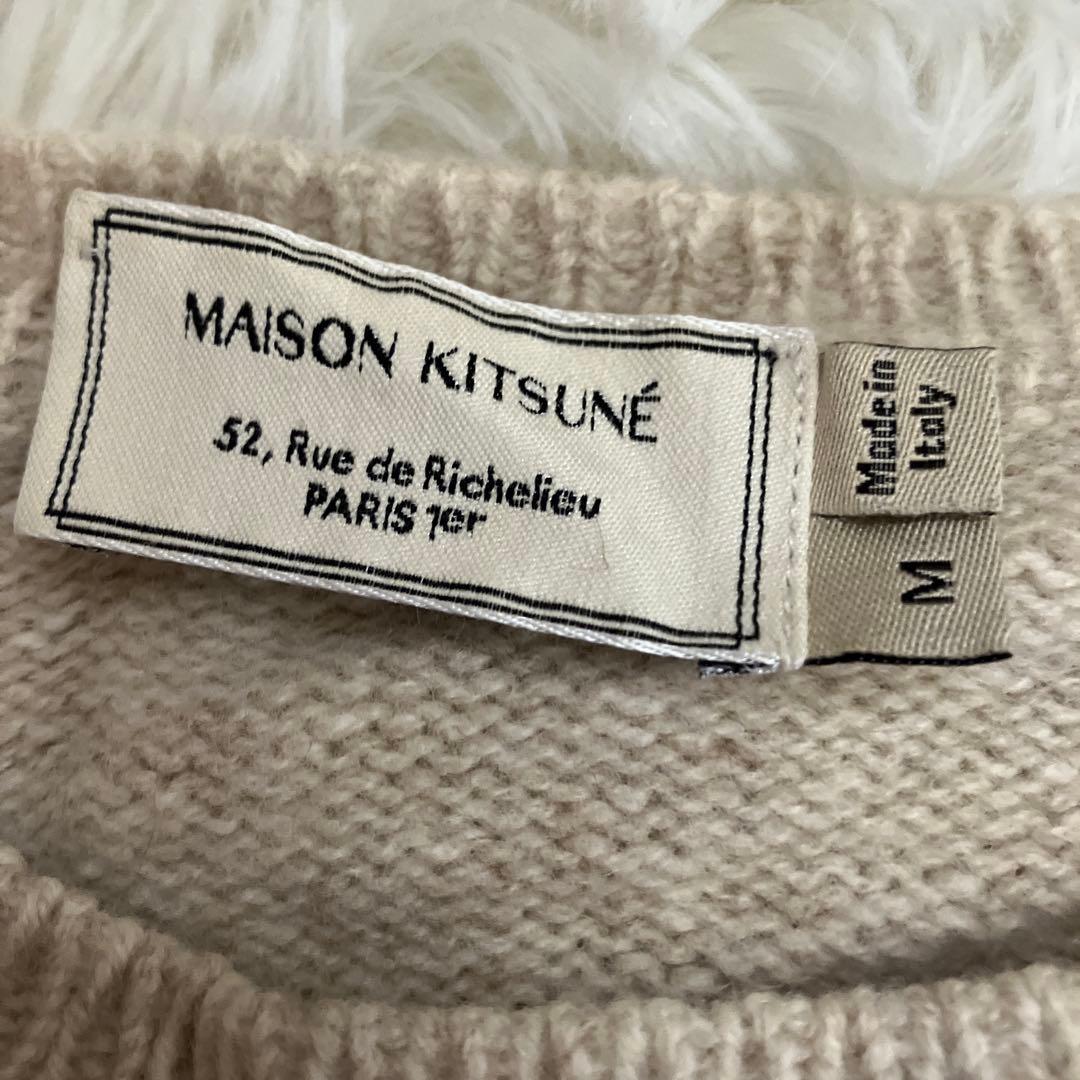 MAISON KITSUNÉ
52, Rue de Richelieu
PARIS 1er
Made in
Italy
M